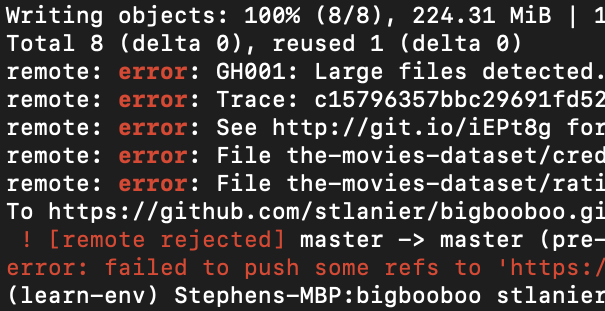 Writing objects: 100% (8/8), 224.31 MiB | 1
Total 8 (delta 0), reused 1 (delta 0)
remote: error: GH001: Large files detected.
remote: error: Trace: c15796357bbc29691fd52
remote: error: See http://git.io/iEPt8g for
remote: error: File the-movies-dataset/cred
remote: error: File the-movies-dataset/rati
To https://github.com/stlanier/bigbooboo.gi
! [remote rejected] master -> master (pre-
error: failed to push some refs to 'https:/
(learn-env) Stephens-MBP:bigbooboo stlanier